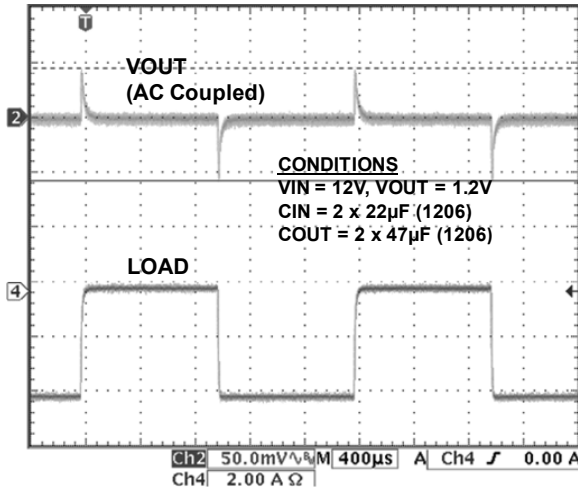 T
VOUT
(AC Coupled)
2
CONDITIONS
VIN = 12V, VOUT = 1.2V
CIN = 2 x 22µF (1206)
COUT = 2 x 47µF (1206)
LOAD
4
Ch2 50.0mV∿ M 400µs A Ch4 ʃ 0.00 A
Ch4 2.00 A Ω